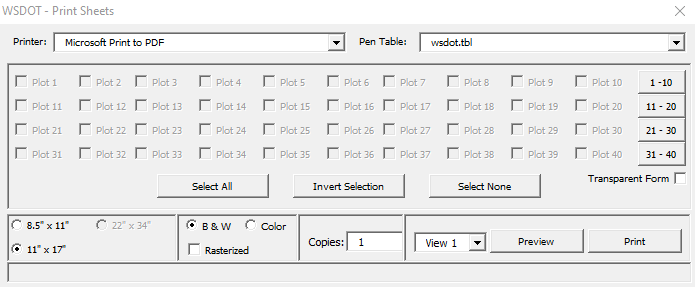 WSDOT - Print Sheets
Printer: Microsoft Print to PDF Pen Table: wsdot.tbl
Plot 1 Plot 2 Plot 3 Plot 4 Plot 5 Plot 6 Plot 7 Plot 8 Plot 9 Plot 10 1 -10
Plot 11 Plot 12 Plot 13 Plot 14 Plot 15 Plot 16 Plot 17 Plot 18 Plot 19 Plot 20 11 - 20
Plot 21 Plot 22 Plot 23 Plot 24 Plot 25 Plot 26 Plot 27 Plot 28 Plot 29 Plot 30 21 - 30
Plot 31 Plot 32 Plot 33 Plot 34 Plot 35 Plot 36 Plot 37 Plot 38 Plot 39 Plot 40 31 - 40
Select All Invert Selection Select None Transparent Form
8.5" x 11" 22" x 34" B & W Color
Copies: 1 View 1 Preview Print
11" x 17" Rasterized